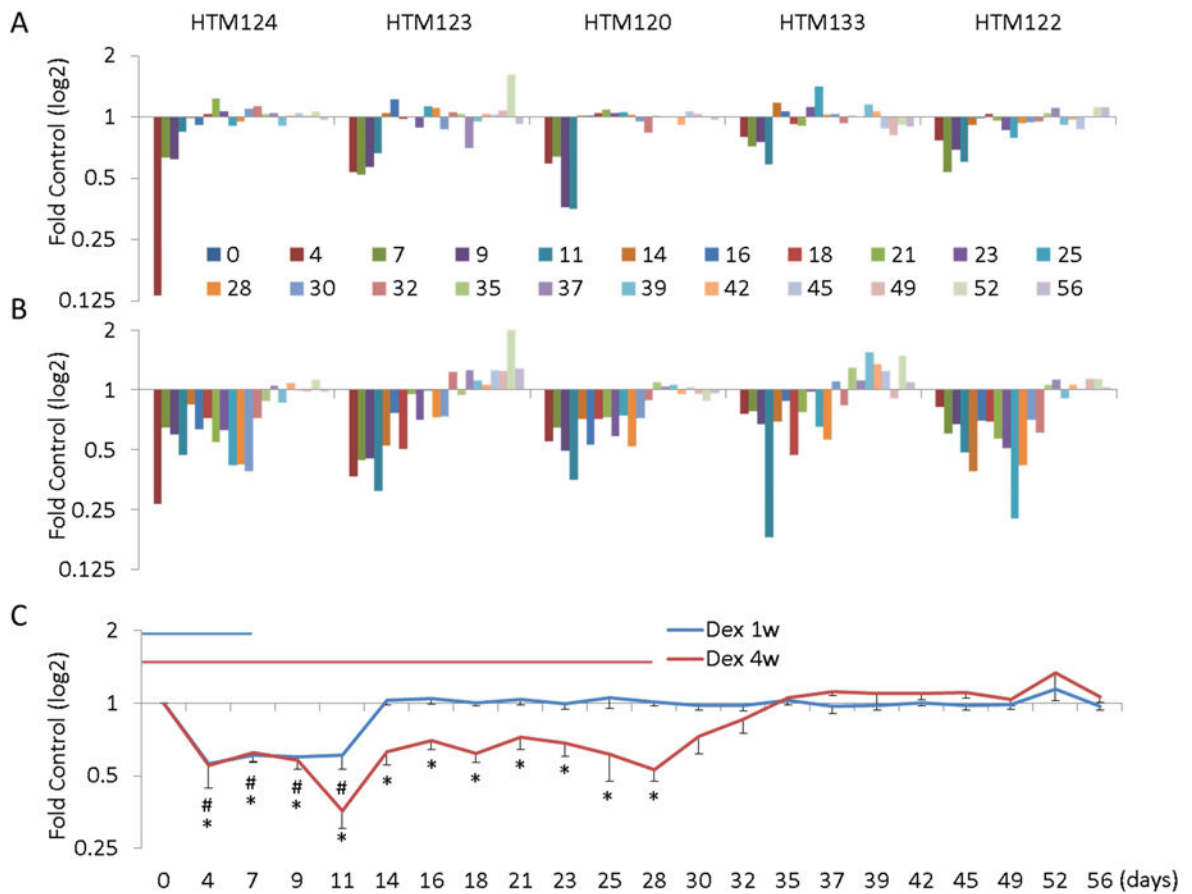 A
HTM124 HTM123 HTM120 HTM133 HTM122
Fold Control (log2)
2
1
0.5
0.25
0.125
0 4 7 9 11 14 16 18 21 23 25
28 30 32 35 37 39 42 45 49 52 56
B
Fold Control (log2)
2
1
0.5
0.25
0.125
C
Fold Control (log2)
2
1
0.5
0.25
Dex 1w
Dex 4w
# # # #
* * * * * * * * * * *
0 4 7 9 11 14 16 18 21 23 25 28 30 32 35 37 39 42 45 49 52 56 (days)